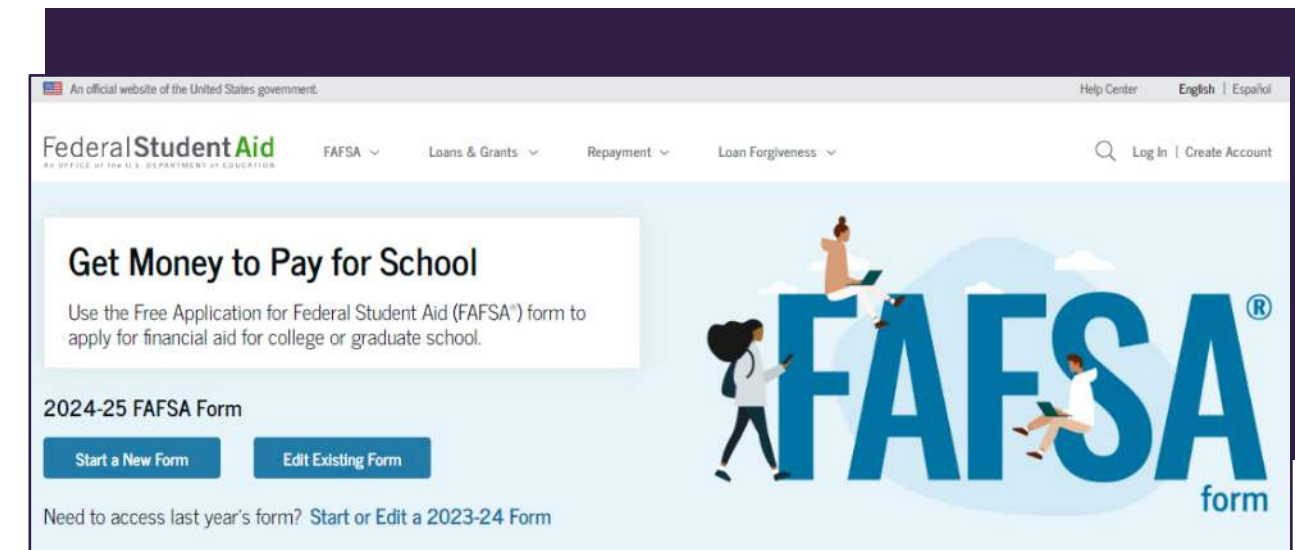 An official website of the United States government.
Help Center English | Español
Federal Student Aid
An OFFICE of the U.S. DEPARTMENT of EDUCATION
FAFSA Loans & Grants Repayment Loan Forgiveness
Log In | Create Account
Get Money to Pay for School
Use the Free Application for Federal Student Aid (FAFSA®) form to
apply for financial aid for college or graduate school.
2024-25 FAFSA Form
Start a New Form Edit Existing Form
Need to access last year's form? Start or Edit a 2023-24 Form
FAFSA®
form